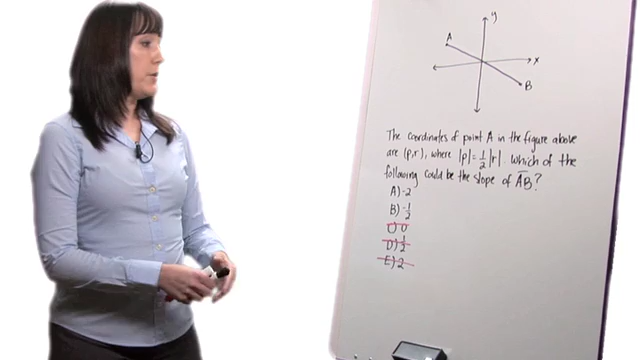 y
A
x
B
The coordinates of point A in the figure above
are (p,r), where |p|=1/2|r|. Which of the
following could be the slope of AB?
A) -2
B) -1/2
C) 0
D) 1/2
E) 2